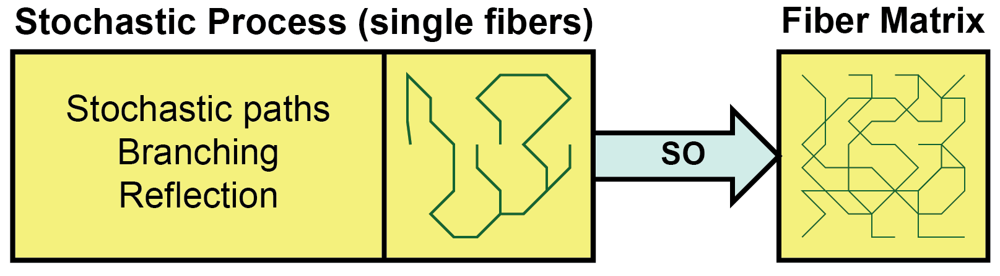 Stochastic Process (single fibers)
Fiber Matrix
Stochastic paths
Branching
Reflection
SO